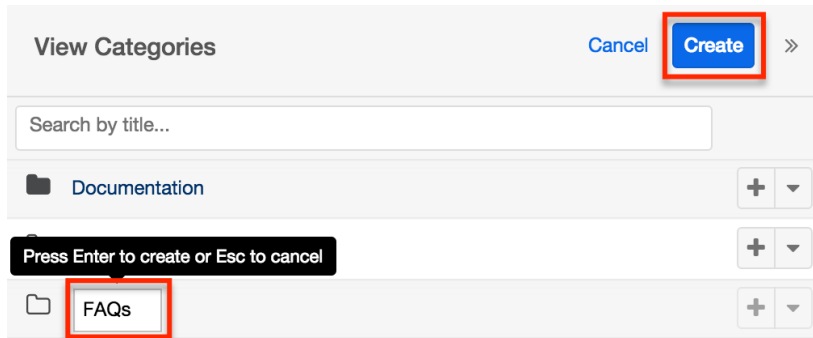 View Categories
Cancel
Create
Search by title...
Documentation
Press Enter to create or Esc to cancel
FAQs